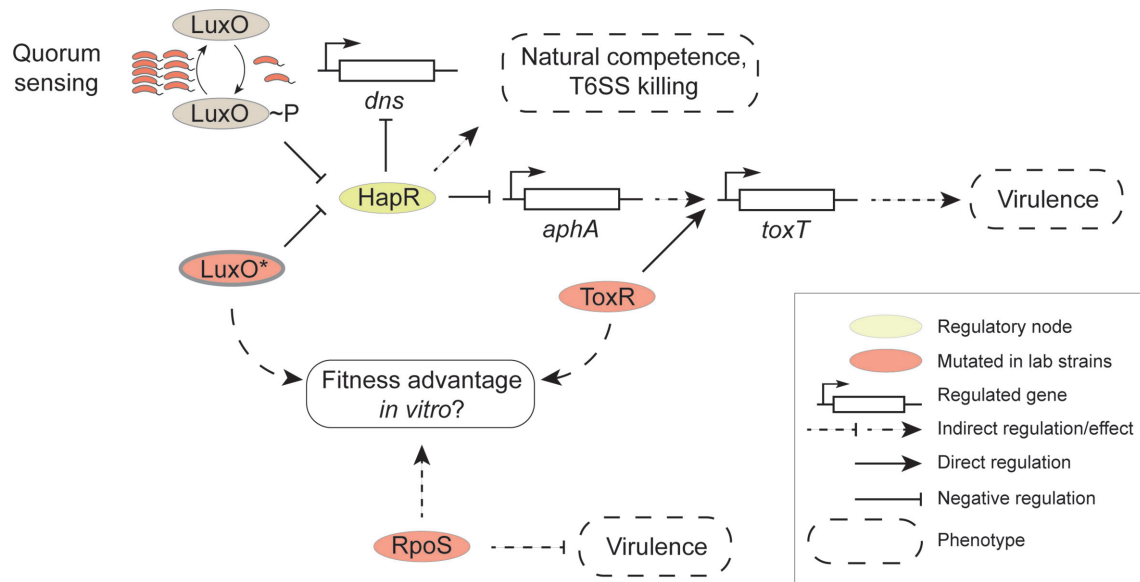 LuxO
Quorum
sensing
LuxO ~P
dns
Natural competence,
T6SS killing
HapR
aphA
toxT
Virulence
LuxO*
ToxR
Fitness advantage
in vitro?
RpoS
Virulence
Regulatory node
Mutated in lab strains
Regulated gene
Indirect regulation/effect
Direct regulation
Negative regulation
Phenotype